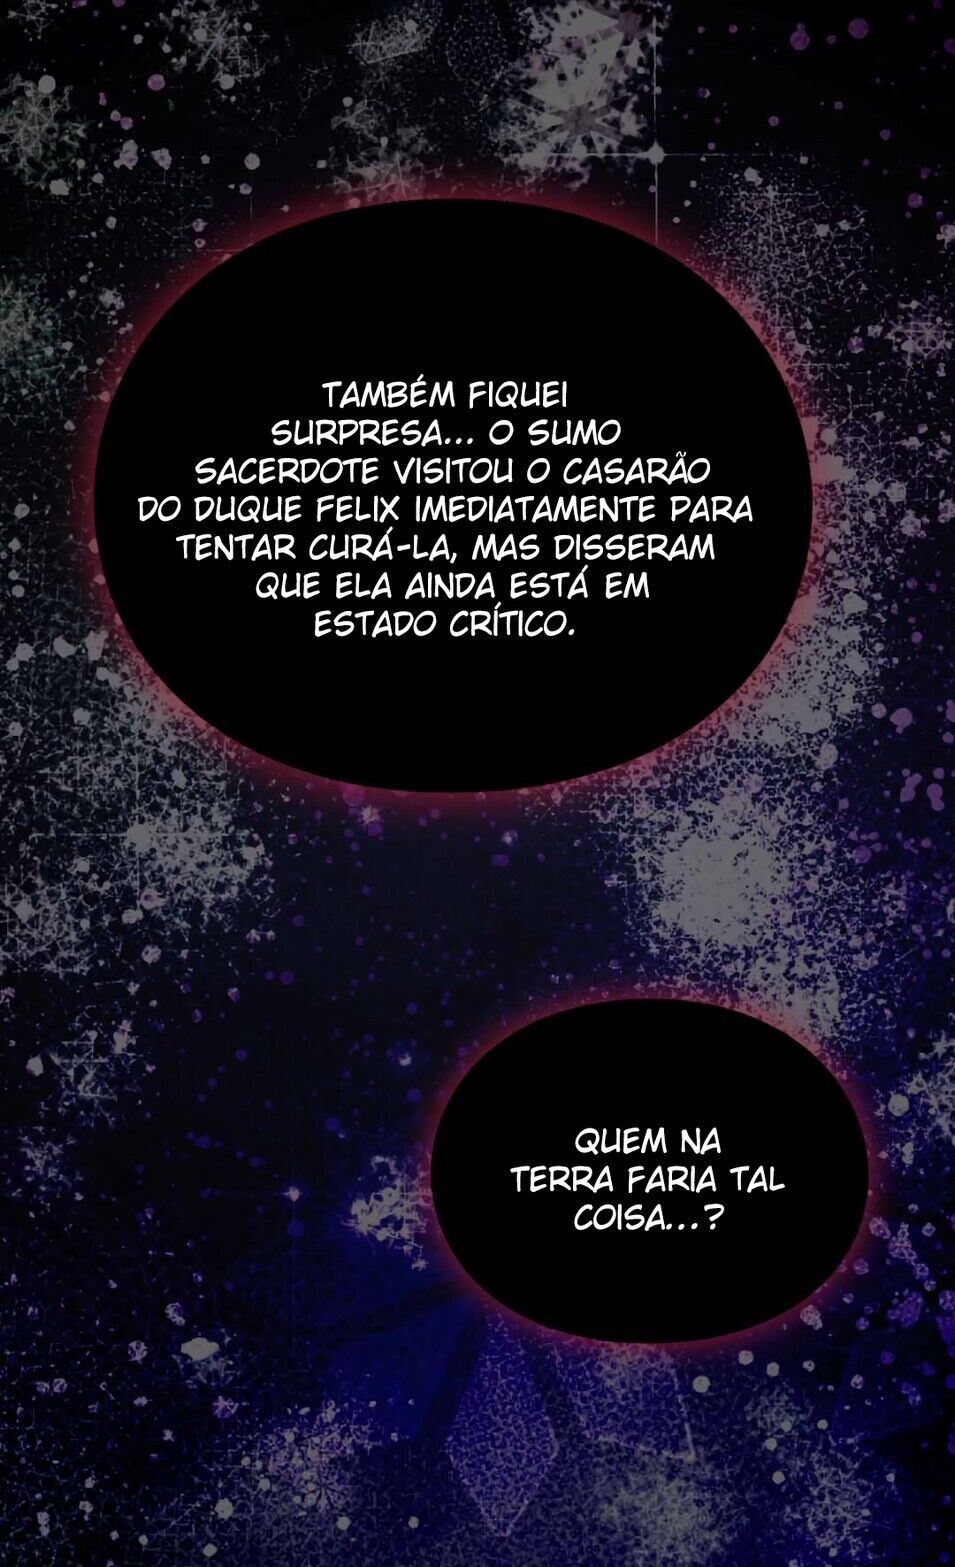 TAMBÉM FIQUEI
SURPRESA... O SUMO
SACERDOTE VISITOU O CASARÃO
DO DUQUE FELIX IMEDIATAMENTE PARA
TENTAR CURÁ-LA, MAS DISSERAM
QUE ELA AINDA ESTÁ EM
ESTADO CRÍTICO.
QUEM NA
TERRA FARIA TAL
COISA...?